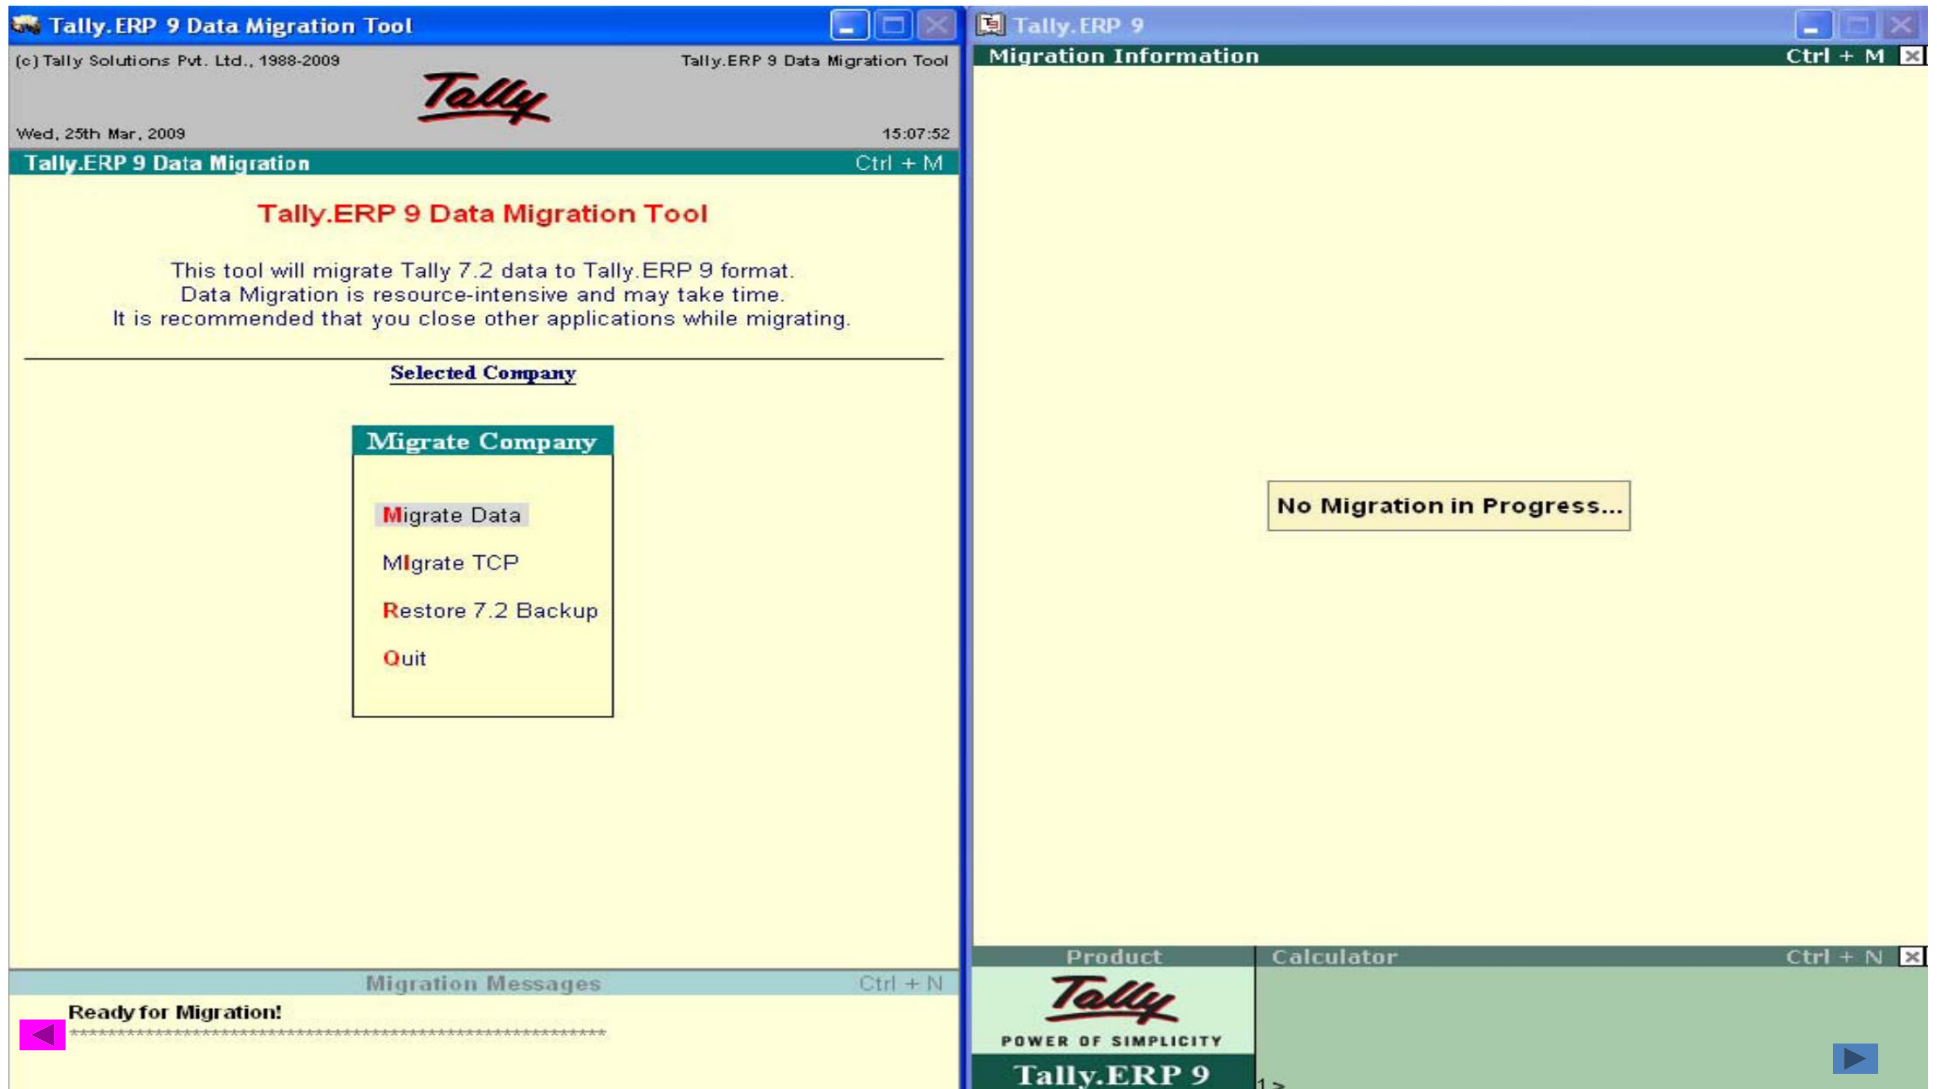 Tally.ERP 9 Data Migration Tool
(c) Tally Solutions Pvt. Ltd., 1988-2009
Tally.ERP 9 Data Migration Tool
Tally
Wed, 25th Mar, 2009
15:07:52
Tally.ERP 9 Data Migration
Ctrl + M
Tally.ERP 9 Data Migration Tool
This tool will migrate Tally 7.2 data to Tally.ERP 9 format.
Data Migration is resource-intensive and may take time.
It is recommended that you close other applications while migrating.
Selected Company
Migrate Company
Migrate Data
MIgrate TCP
Restore 7.2 Backup
Quit
Migration Messages
Ctrl + N
Ready for Migration!
********************************************************
Tally.ERP 9
Migration Information
Ctrl + M
No Migration in Progress...
Product
Tally
POWER OF SIMPLICITY
Tally.ERP 9
Calculator
Ctrl + N
1>